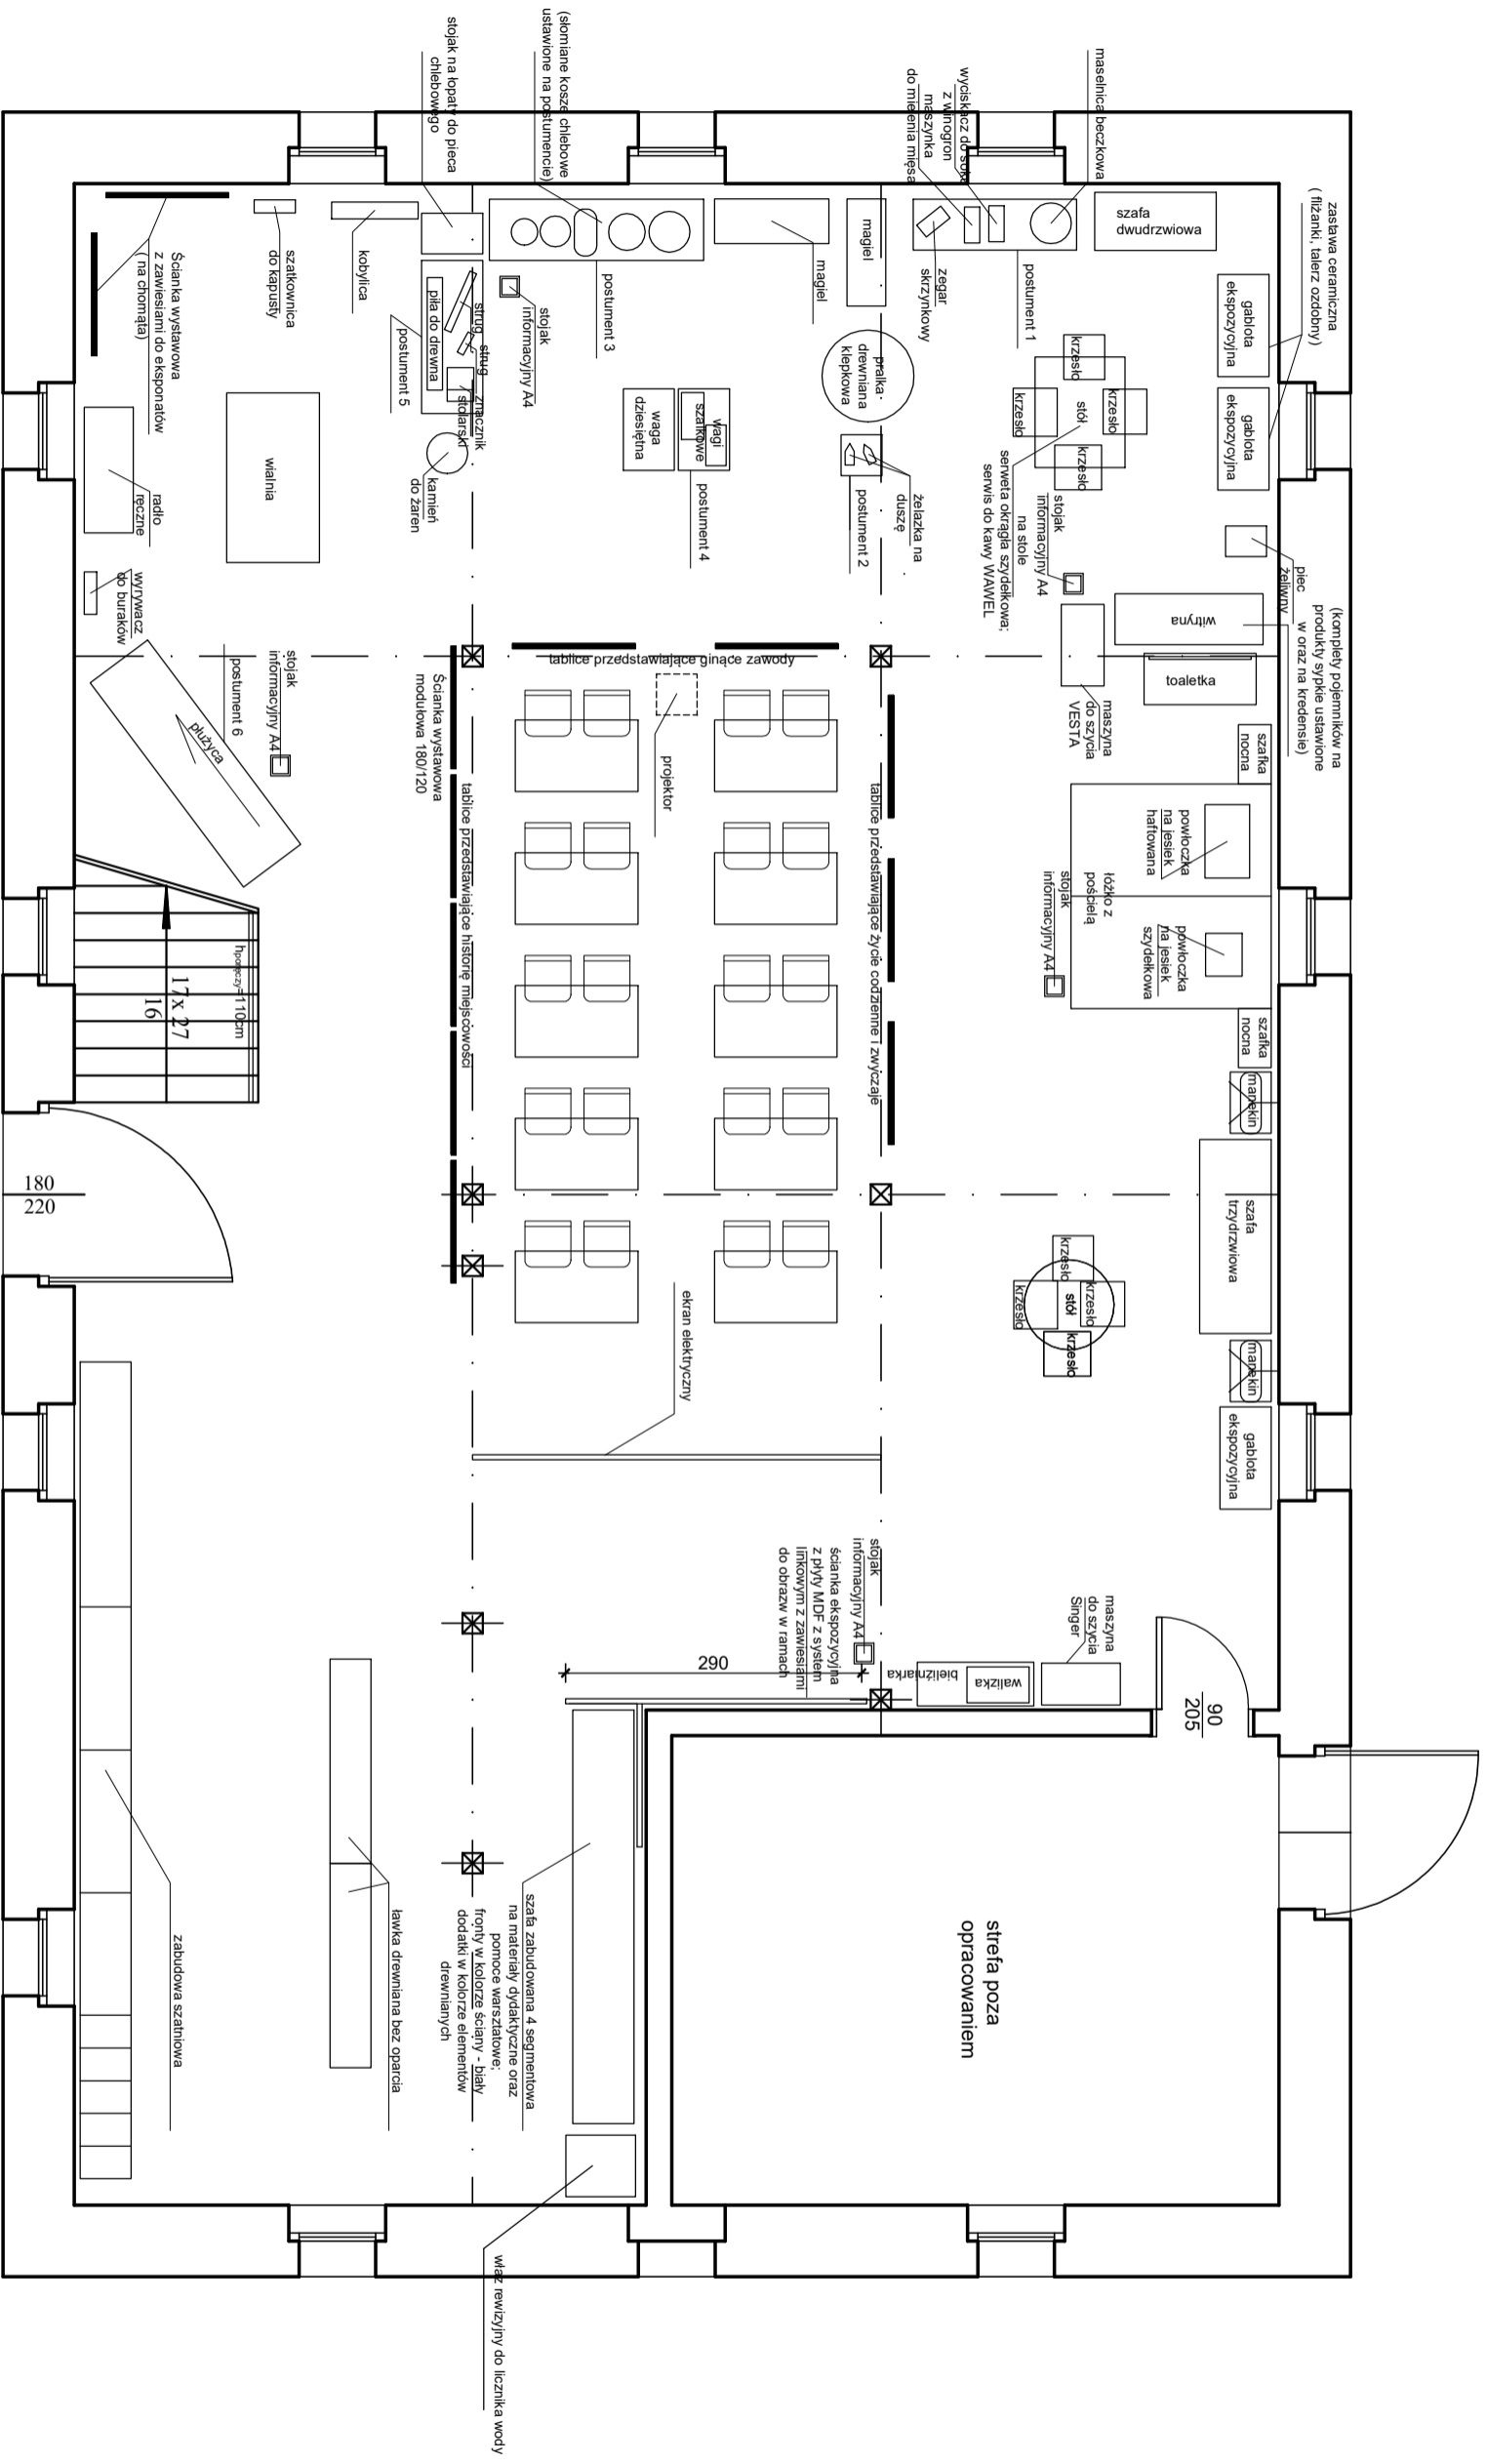 zastawa ceramiczna
( fliżanki, talerz ozdobny)
maselnica beczkowa
wyciskacz do soku
z winogron
maszynka
do mielenia mięsa
(słomiane kosze chlebowe
ustawione na postumencie)
stojak na łopaty do pieca
chlebowego
szafa
dwudrzwiowa
gablota
ekspozycyjna
gablota
ekspozycyjna
postument 1
zegar
skrzynkowy
magiel
magiel
krzesło
krzesło
stół
krzesło
krzesło
pralka
drewniana
klepkowa
żelazka na
duszę
postument 2
serweta okrągła szydełkowa;
na stole
serwis do kawy WAWEL
stojak
informacyjny A4
piec
żeliwny
(komplety pojemników na
produkty sypkie ustawione
w oraz na kredensie)
witryna
toaletka
maszyna
do szycia
VESTA
szafka
nocna
powłoczka
na jesiek
haftowana
łóżko z
pościelą
stojak
informacyjny A4
powłoczka
na jesiek
szydełkowa
szafka
nocna
manekin
szafa
trzydrzwiowa
krzesło
krzesło
stół
krzesło
krzesło
manekin
gablota
ekspozycyjna
postument 3
stojak
informacyjny A4
wagi
szalkowe
waga
dziesiętna
postument 4
strug
strug
znacznik
stolarski
piła do drewna
postument 5
kamień
do żaren
kobylica
szatkownica
do kapusty
Ścianka wystawowa
z zawiesiami do eksponatów
( na chomąta)
wialnia
radło
ręczne
wyrywacz
do buraków
stojak
informacyjny A4
postument 6
płużyca
tablice przedstawiające ginące zawody
projektor
Ścianka wystawowa
modułowa 180/120
tablice przedstawiające historię miejscowości
tablice przedstawiające życie codzienne i zwyczaje
hporęczy=110cm
17x 27
16
180
220
ekran elektryczny
stojak
informacyjny A4
ścianka ekspozycyjna
z płyty MDF z system
linkowym z zawiesiami
do obrazw w ramach
290
bieliźniarka
walizka
maszyna
do szycia
Singer
90
205
strefa poza
opracowaniem
szafa zabudowana 4 segmentowa
na materiały dydaktyczne oraz
pomoce warsztatowe;
fronty w kolorze ściany - biały
dodatki w kolorze elementów
drewnianych
ławka drewniana bez oparcia
zabudowa szatniowa
właz rewizyjny do licznika wody